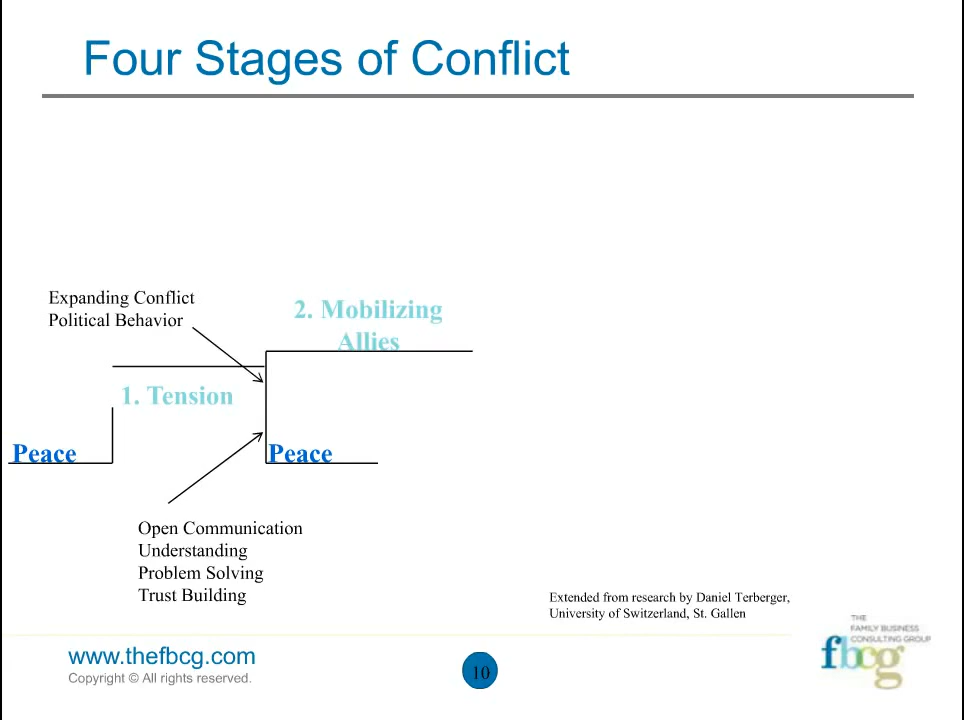 Four Stages of Conflict
Expanding Conflict
Political Behavior
2. Mobilizing
Allies
1. Tension
Peace
Peace
Open Communication
Understanding
Problem Solving
Trust Building
Extended from research by Daniel Terberger,
University of Switzerland, St. Gallen
www.thefbcg.com
Copyright © All rights reserved.
10
THE
FAMILY BUSINESS
CONSULTING GROUP
fbcg